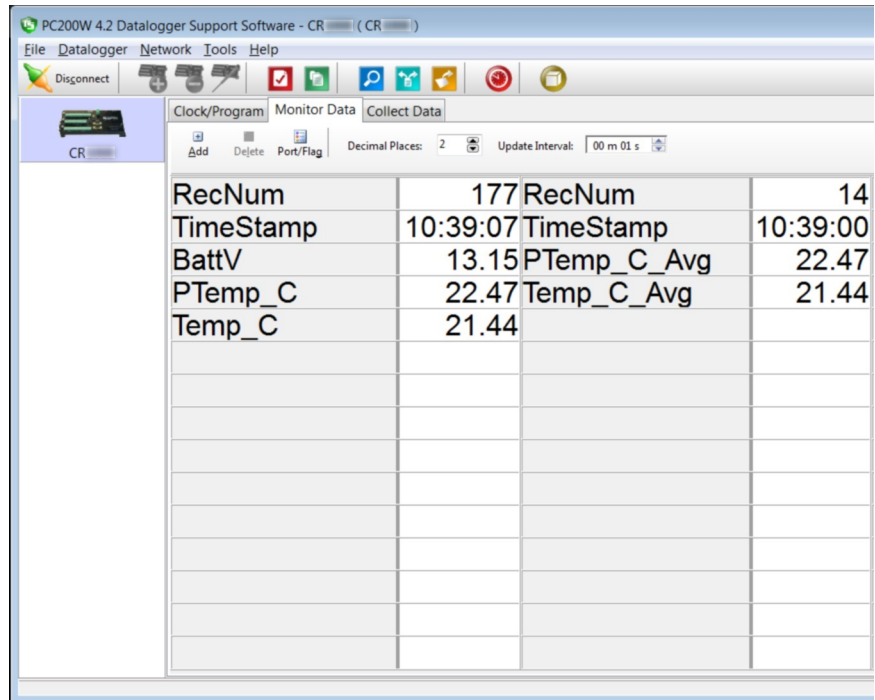 PC200W 4.2 Datalogger Support Software - CR ( CR )
File Datalogger Network Tools Help
Disconnect
Clock/Program Monitor Data Collect Data
CR
Add Delete Port/Flag Decimal Places: 2 Update Interval: 00 m 01 s
RecNum 177 RecNum 14
TimeStamp 10:39:07 TimeStamp 10:39:00
BattV 13.15 PTemp_C_Avg 22.47
PTemp_C 22.47 Temp_C_Avg 21.44
Temp_C 21.44